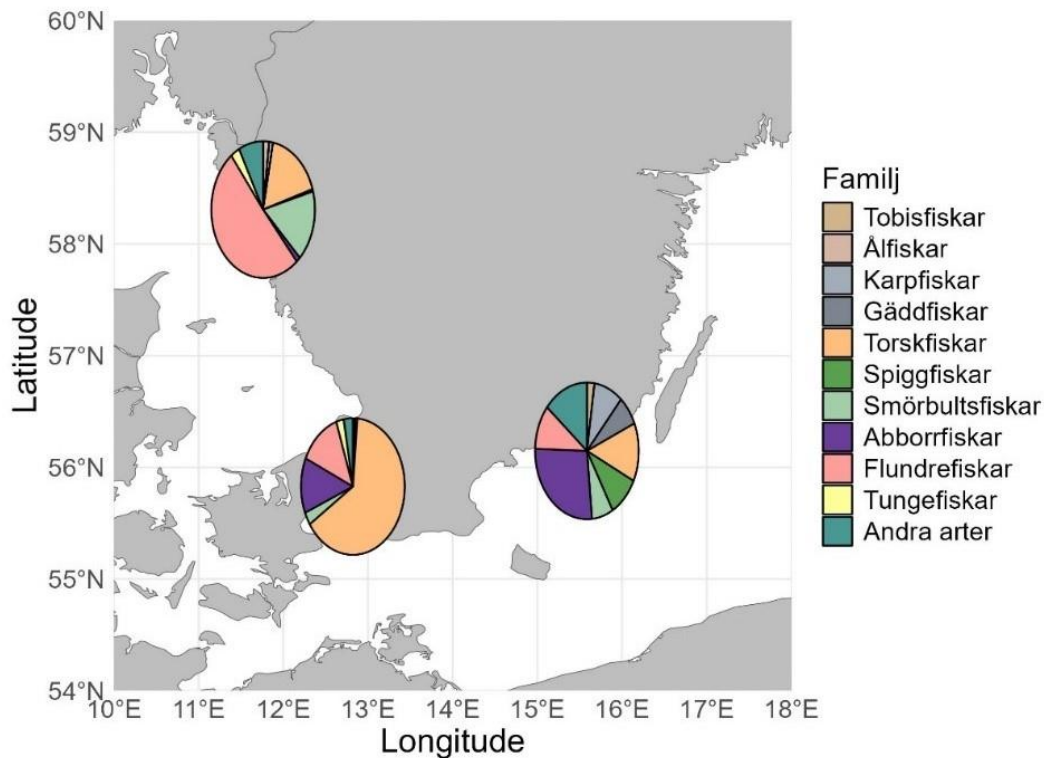 60°N
59°N
58°N
57°N
56°N
55°N
54°N
Latitude
10°E 11°E 12°E 13°E 14°E 15°E 16°E 17°E 18°E
Longitude
Familj
Tobisfiskar
Ålfiskar
Karpfiskar
Gäddfiskar
Torskfiskar
Spiggfiskar
Smörbultsfiskar
Abborrfiskar
Flundrefiskar
Tungefiskar
Andra arter